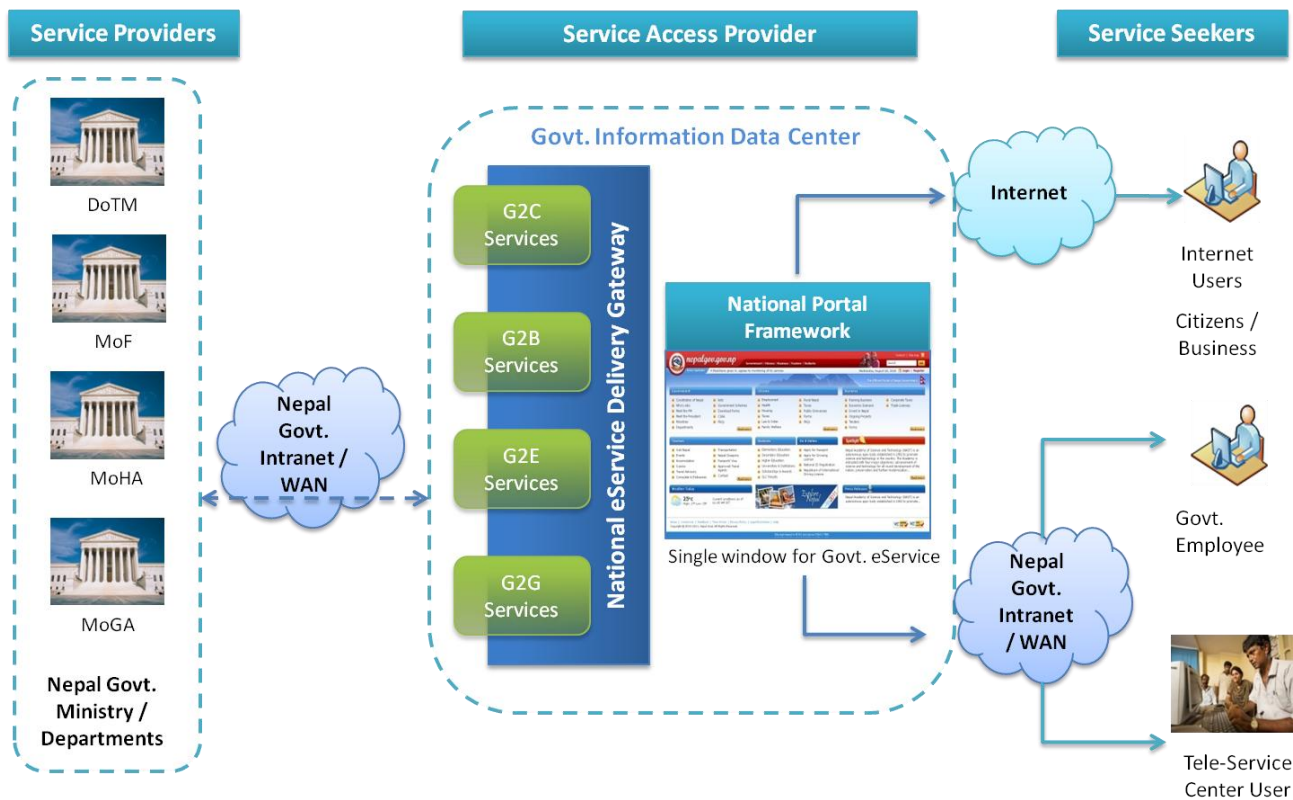 Service Providers
Service Access Provider
Service Seekers
DoTM
MoF
MoHA
MoGA
Nepal Govt.
Ministry /
Departments
Nepal
Govt.
Intranet /
WAN
Govt. Information Data Center
G2C
Services
G2B
Services
G2E
Services
G2G
Services
National eService Delivery Gateway
National Portal
Framework
nepalgov.gov.np
Single window for Govt. eService
Internet
Nepal
Govt.
Intranet
/ WAN
Internet
Users
Citizens /
Business
Govt.
Employee
Tele-Service
Center User